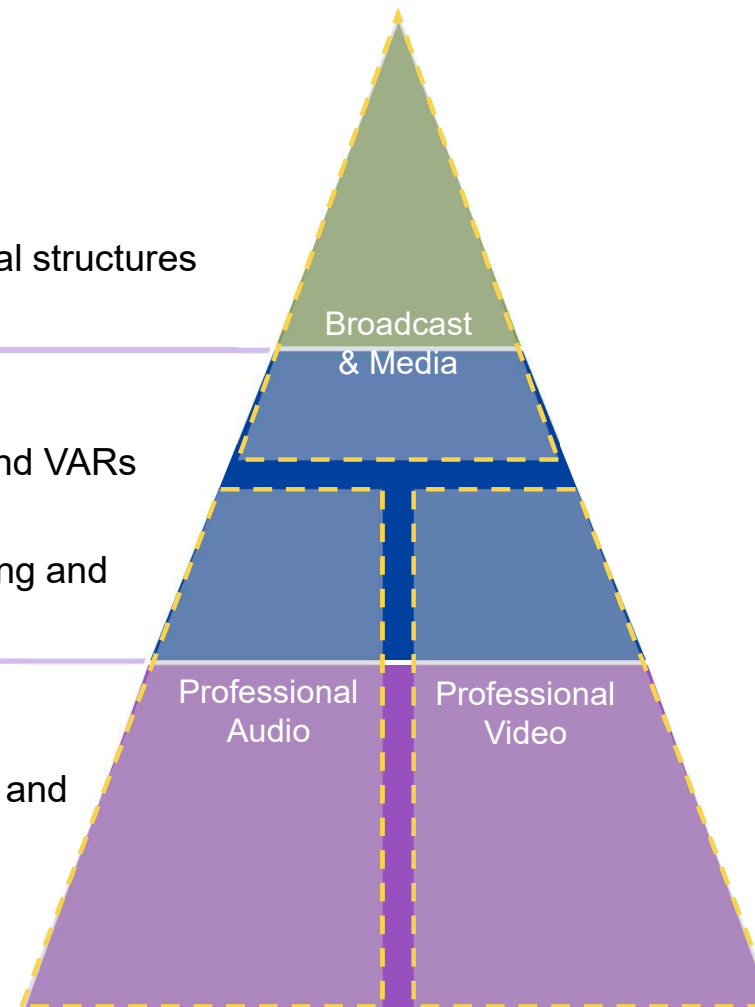 al structures
Broadcast
& Media
nd VARs
ng and
Professional
Audio
Professional
Video
and